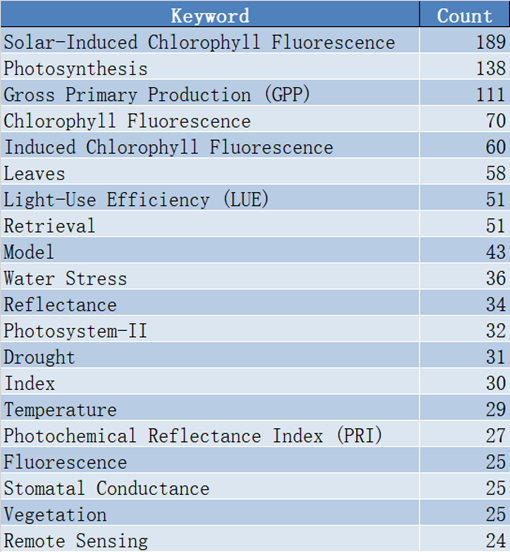 Keyword Count
Solar-Induced Chlorophyll Fluorescence 189
Photosynthesis 138
Gross Primary Production (GPP) 111
Chlorophyll Fluorescence 70
Induced Chlorophyll Fluorescence 60
Leaves 58
Light-Use Efficiency (LUE) 51
Retrieval 51
Model 43
Water Stress 36
Reflectance 34
Photosystem-II 32
Drought 31
Index 30
Temperature 29
Photochemical Reflectance Index (PRI) 27
Fluorescence 25
Stomatal Conductance 25
Vegetation 25
Remote Sensing 24